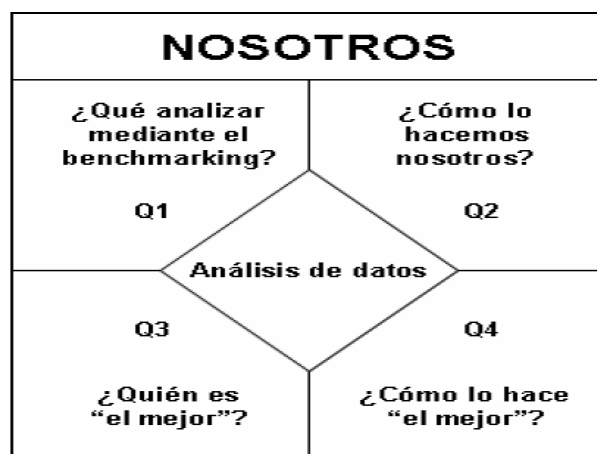 NOSOTROS
¿Qué analizar
mediante el
benchmarking?
Q1
¿Cómo lo
hacemos
nosotros?
Q2
Análisis de datos
Q3
¿Quién es
“el mejor”?
Q4
¿Cómo lo hace
“el mejor”?